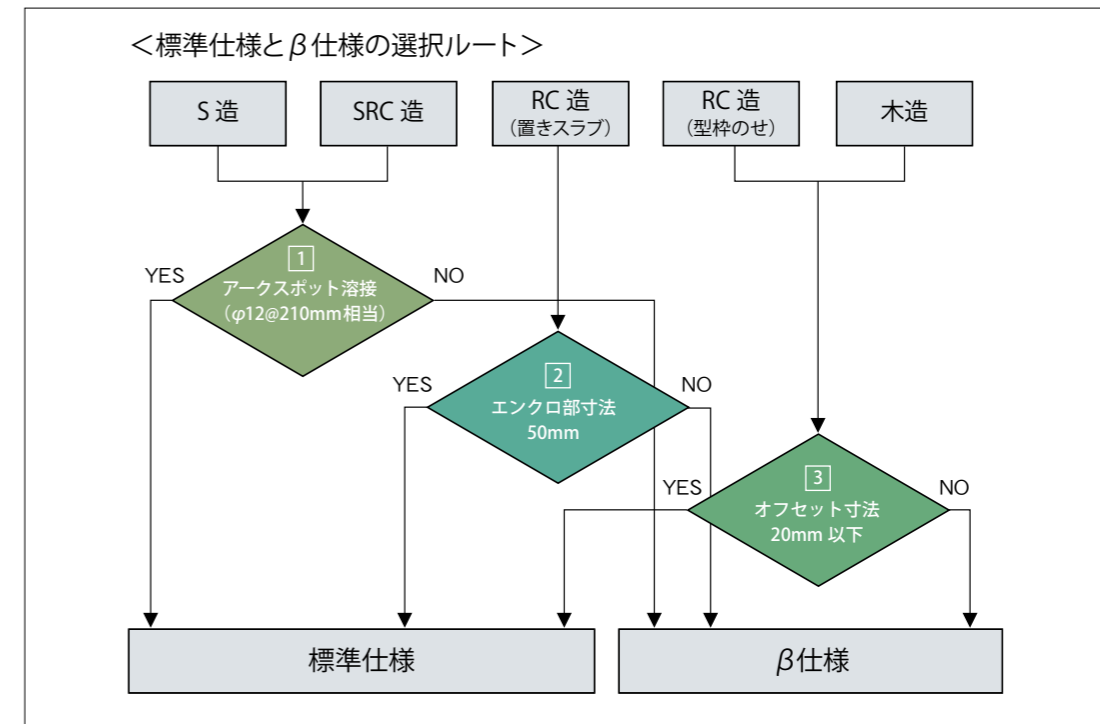 ＜標準仕様とβ仕様の選択ルート＞
S 造
SRC 造
RC 造
（置きスラブ）
RC 造
（型枠のせ）
木造
YES
1
NO
アークスポット溶接
（φ12@210mm相当）
YES
2
NO
エンクロ部寸法
50mm
YES
3
NO
オフセット寸法
20mm 以下
標準仕様
β仕様